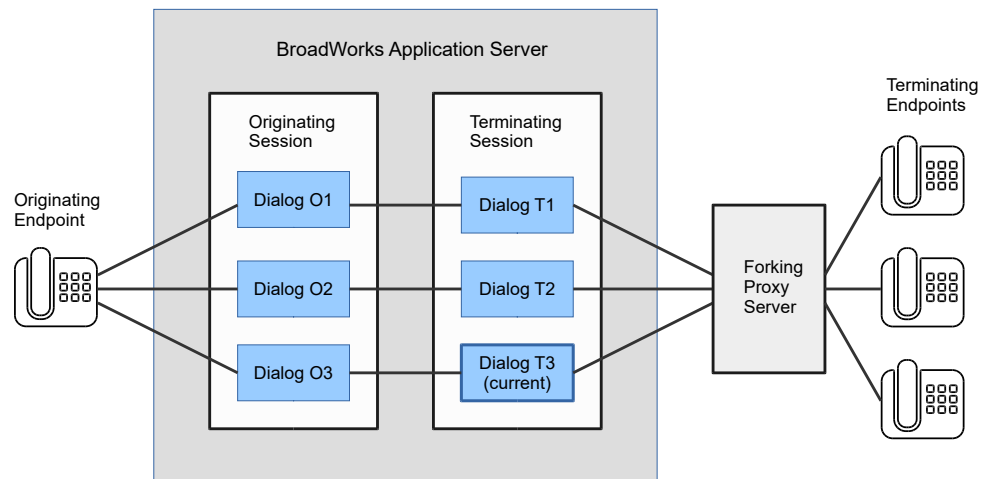 BroadWorks Application Server
Terminating
Endpoints
Originating
Session
Terminating
Session
Originating
Endpoint
Dialog O1
Dialog T1
Dialog O2
Dialog T2
Forking
Proxy
Server
Dialog O3
Dialog T3
(current)